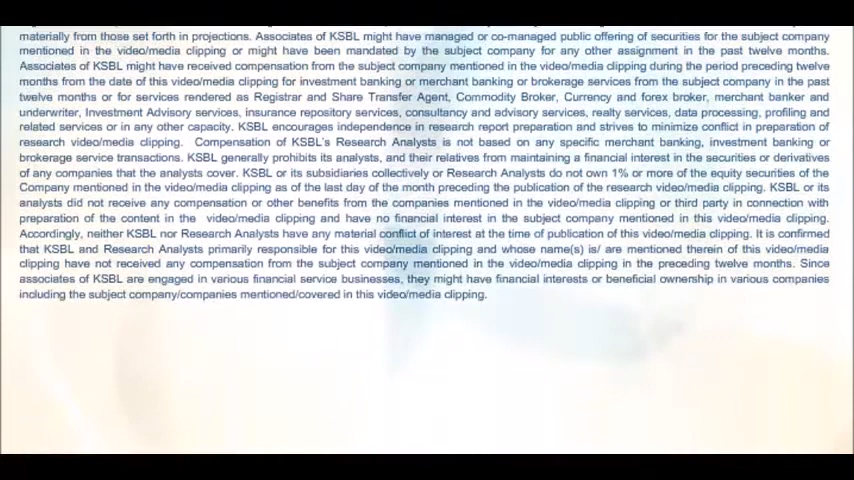 materially from those set forth in projections. Associates of KSBL might have managed or co-managed public offering of securities for the subject company
mentioned in the video/media clipping or might have been mandated by the subject company for any other assignment in the past twelve months.
Associates of KSBL might have received compensation from the subject company mentioned in the video/media clipping during the period preceding twelve
months from the date of this video/media clipping for investment banking or merchant banking or brokerage services from the subject company in the past
twelve months or for services rendered as Registrar and Share Transfer Agent, Commodity Broker, Currency and forex broker, merchant banker and
underwriter, Investment Advisory services, insurance repository services, consultancy and advisory services, realty services, data processing, profiling and
related services or in any other capacity. KSBL encourages independence in research report preparation and strives to minimize conflict in preparation of
research video/media clipping. Compensation of KSBL's Research Analysts is not based on any specific merchant banking, investment banking or
brokerage service transactions. KSBL generally prohibits its analysts, and their relatives from maintaining a financial interest in the securities or derivatives
of any companies that the analysts cover. KSBL or its subsidiaries collectively or Research Analysts do not own 1% or more of the equity securities of the
Company mentioned in the video/media clipping as of the last day of the month preceding the publication of the research video/media clipping. KSBL or its
analysts did not receive any compensation or other benefits from the companies mentioned in the video/media clipping or third party in connection with
preparation of the content in the video/media clipping and have no financial interest in the subject company mentioned in this video/media clipping.
Accordingly, neither KSBL nor Research Analysts have any material conflict of interest at the time of publication of this video/media clipping. It is confirmed
that KSBL and Research Analysts primarily responsible for this video/media clipping and whose name(s) is/ are mentioned therein of this video/media
clipping have not received any compensation from the subject company mentioned in the video/media clipping in the preceding twelve months. Since
associates of KSBL are engaged in various financial service businesses, they might have financial interests or beneficial ownership in various companies
including the subject company/companies mentioned/covered in this video/media clipping.